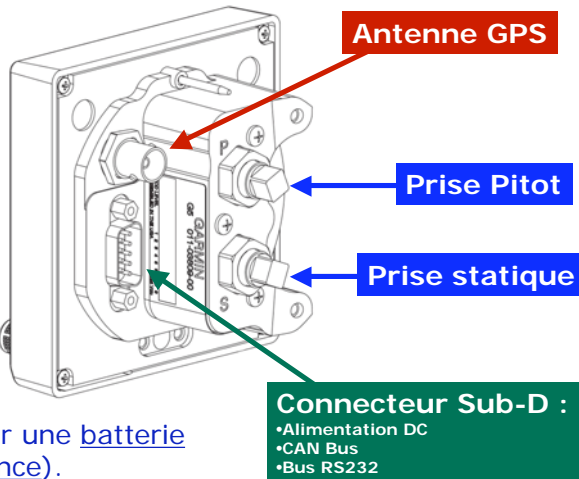 Antenne GPS
P
Prise Pitot
GARMIN
G5 011-03809-00
S
Prise statique
Connecteur Sub-D :
•Alimentation DC
•CAN Bus
•Bus RS232
r une batterie
nce).